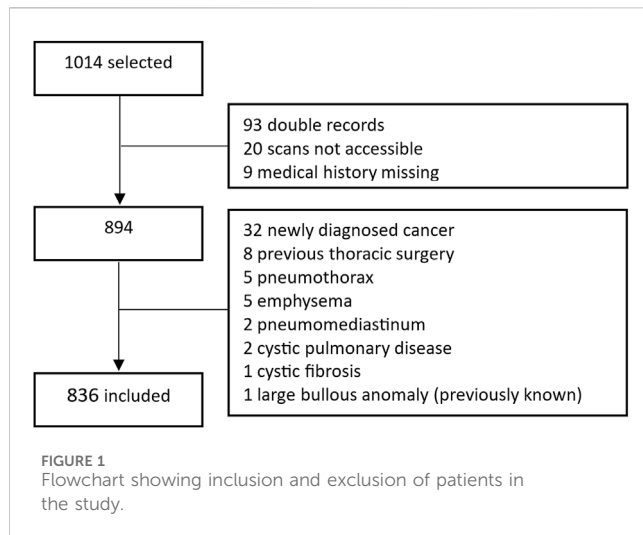 1014 selected
93 double records
20 scans not accessible
9 medical history missing
894
32 newly diagnosed cancer
8 previous thoracic surgery
5 pneumothorax
5 emphysema
2 pneumomediastinum
2 cystic pulmonary disease
1 cystic fibrosis
1 large bullous anomaly (previously known)
836 included
FIGURE 1
Flowchart showing inclusion and exclusion of patients in
the study.